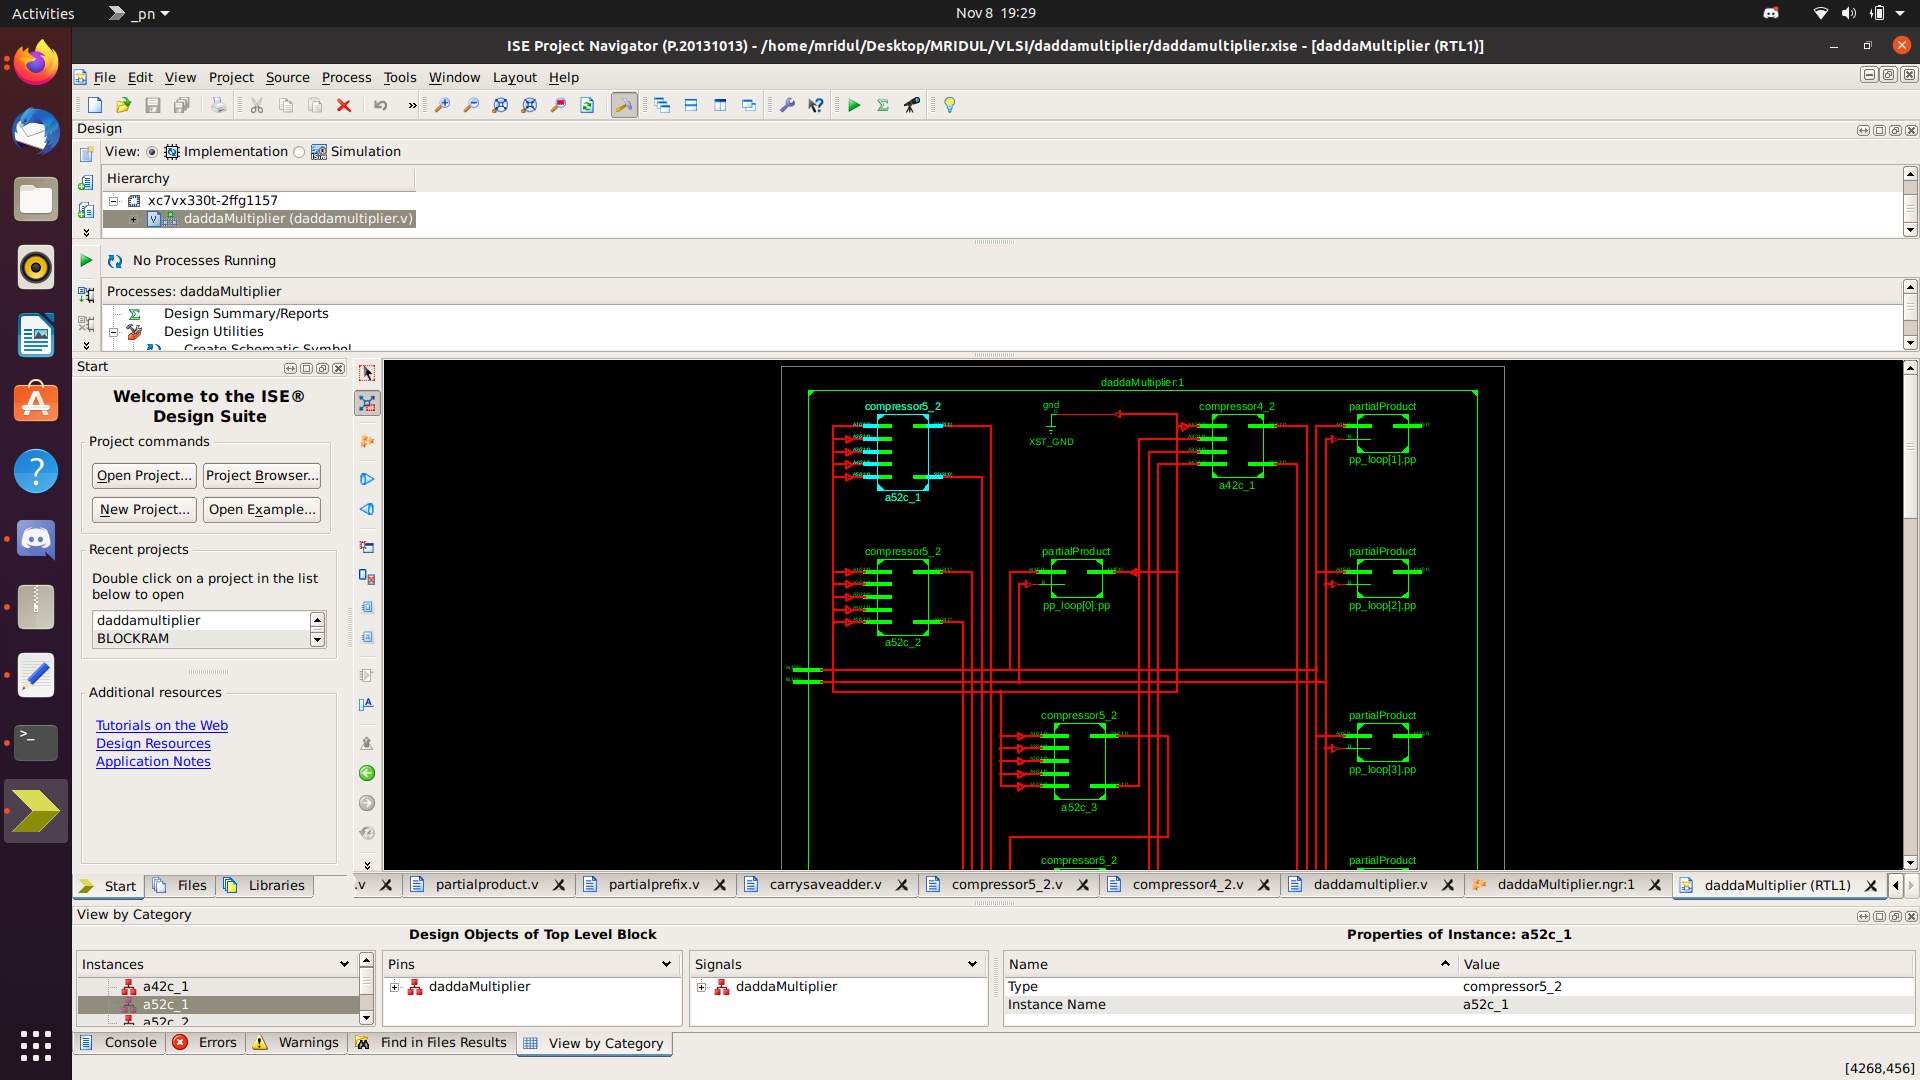 Activities
_pn
Nov 8 19:29
ISE Project Navigator (P.20131013) - /home/mridul/Desktop/MRIDUL/VLSI/daddamultiplier/daddamultiplier.xise - [daddaMultiplier (RTL1)]
File Edit View Project Source Process Tools Window Layout Help
Design
View: Implementation Simulation
Hierarchy
xc7vx330t-2ffg1157
daddaMultiplier (daddamultiplier.v)
No Processes Running
Processes: daddaMultiplier
Design Summary/Reports
Design Utilities
Create Schematic Symbol
Start
Welcome to the ISE®
Design Suite
Project commands
Open Project... Project Browser...
New Project... Open Example...
Recent projects
Double click on a project in the list
below to open
daddamultiplier
BLOCKRAM
Additional resources
Tutorials on the Web
Design Resources
Application Notes
daddaMultiplier:1
compressor5_2
gnd
compressor4_2
partialProduct
XST_GND
pp_loop[1].pp
a52c_1
a42c_1
compressor5_2
partialProduct
partialProduct
pp_loop[0].pp
pp_loop[2].pp
a52c_2
compressor5_2
partialProduct
pp_loop[3].pp
a52c_3
compressor5_2
partialProduct
Start Files Libraries
.v partialproduct.v partialprefix.v carrysaveadder.v compressor5_2.v compressor4_2.v daddamultiplier.v daddaMultiplier.ngr:1 daddaMultiplier (RTL1)
View by Category
Design Objects of Top Level Block
Properties of Instance: a52c_1
Instances
a42c_1
a52c_1
a52c_2
Pins
daddaMultiplier
Signals
daddaMultiplier
Name Value
Type compressor5_2
Instance Name a52c_1
Console Errors Warnings Find in Files Results View by Category
[4268,456]